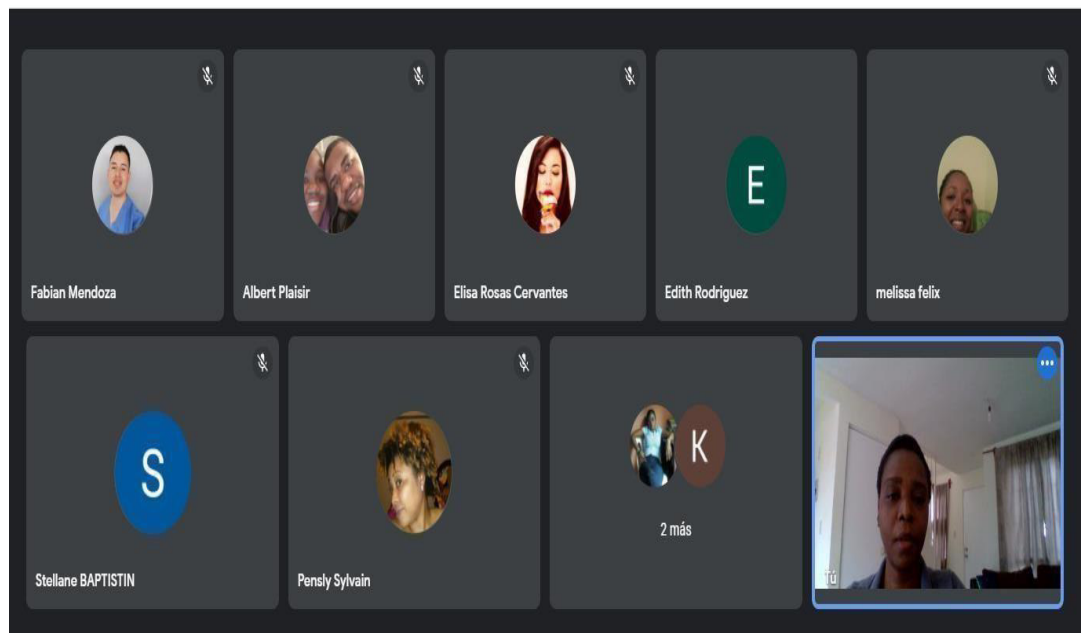 Fabian Mendoza
Albert Plaisir
Elisa Rosas Cervantes
E
Edith Rodriguez
melissa felix
S
Stellane BAPTISTIN
Pensly Sylvain
K
2 más
Tú